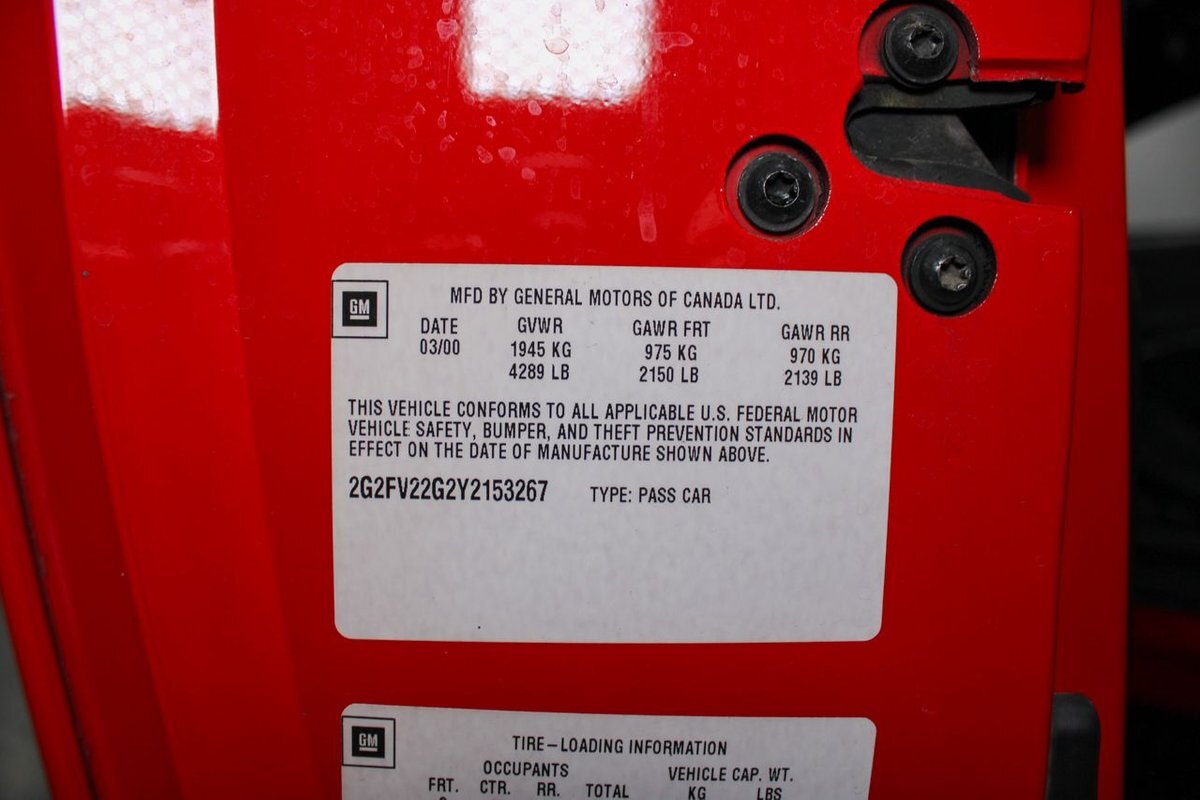 GM
MFD BY GENERAL MOTORS OF CANADA LTD.
DATE GVWR GAWR FRT GAWR RR
03/00 1945 KG 975 KG 970 KG
4289 LB 2150 LB 2139 LB
THIS VEHICLE CONFORMS TO ALL APPLICABLE U.S. FEDERAL MOTOR
VEHICLE SAFETY, BUMPER, AND THEFT PREVENTION STANDARDS IN
EFFECT ON THE DATE OF MANUFACTURE SHOWN ABOVE.
2G2FV22G2Y2153267 TYPE: PASS CAR
GM
TIRE-LOADING INFORMATION
OCCUPANTS VEHICLE CAP. WT.
FRT. CTR. RR. TOTAL KG LBS